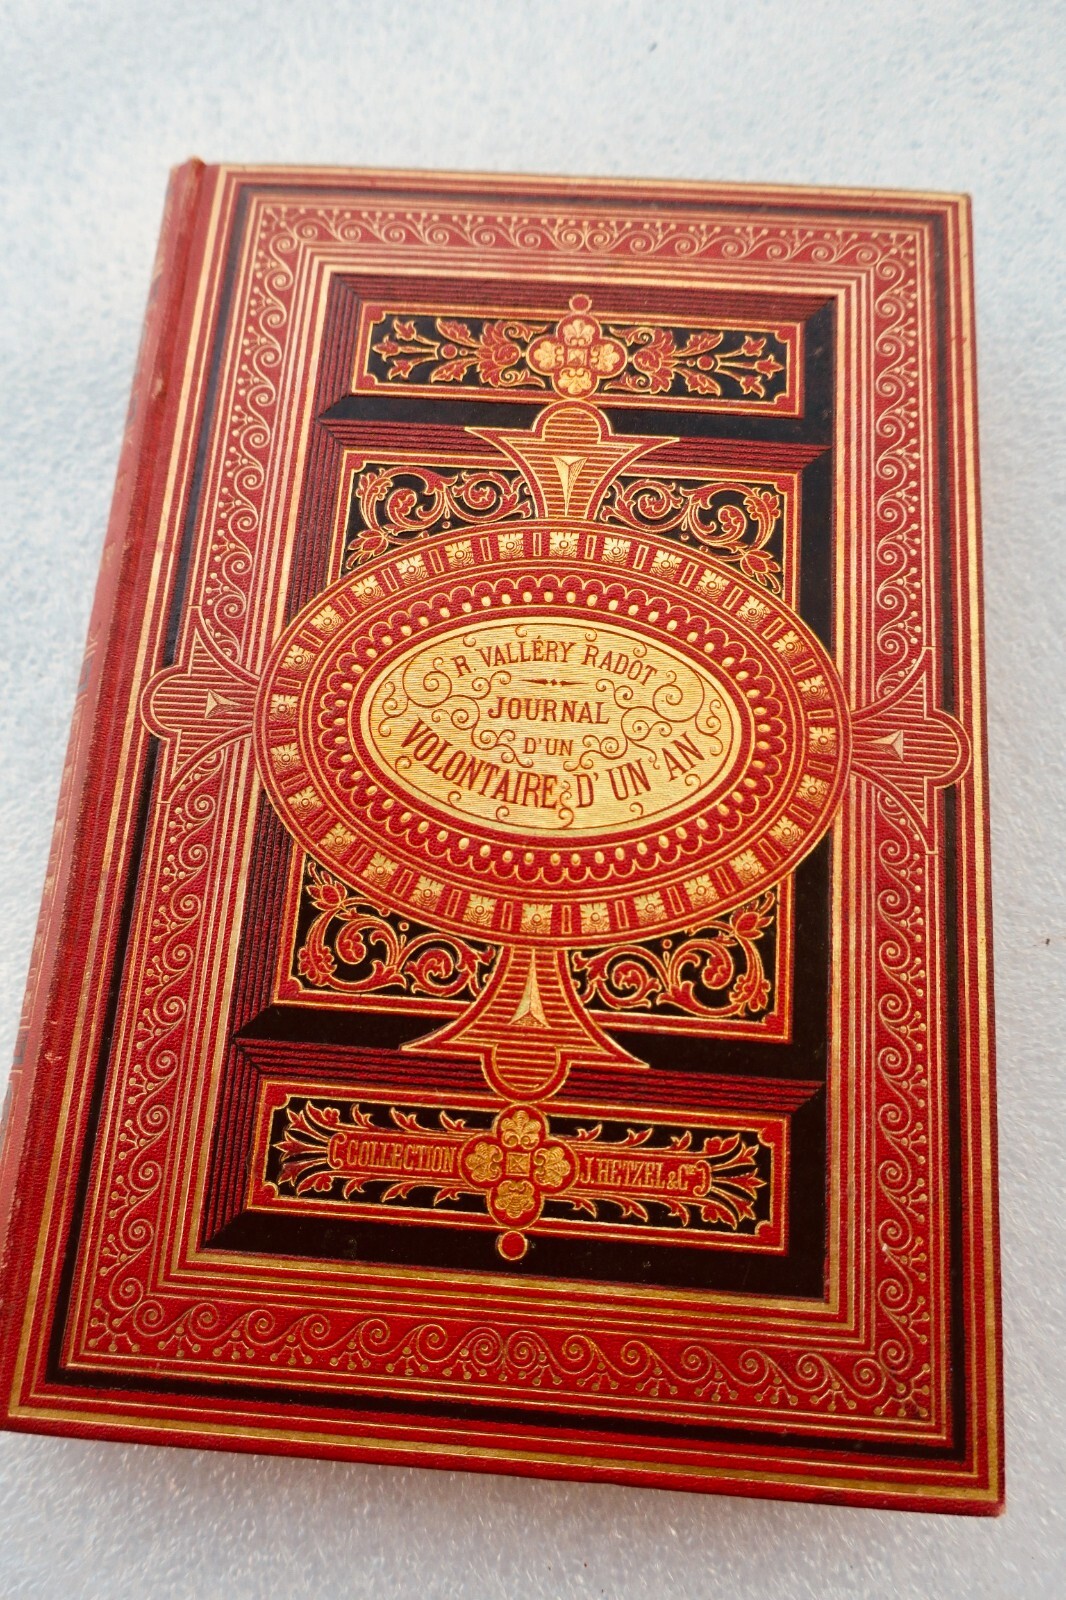 R VALLÉRY RADOT
JOURNAL
D'UN
VOLONTAIRE D'UN AN
COLLECTION J. HETZEL & Cie